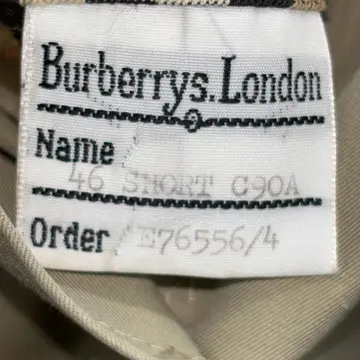 Burberrys.London
Name
46 SHORT C90A
Order E76556/4